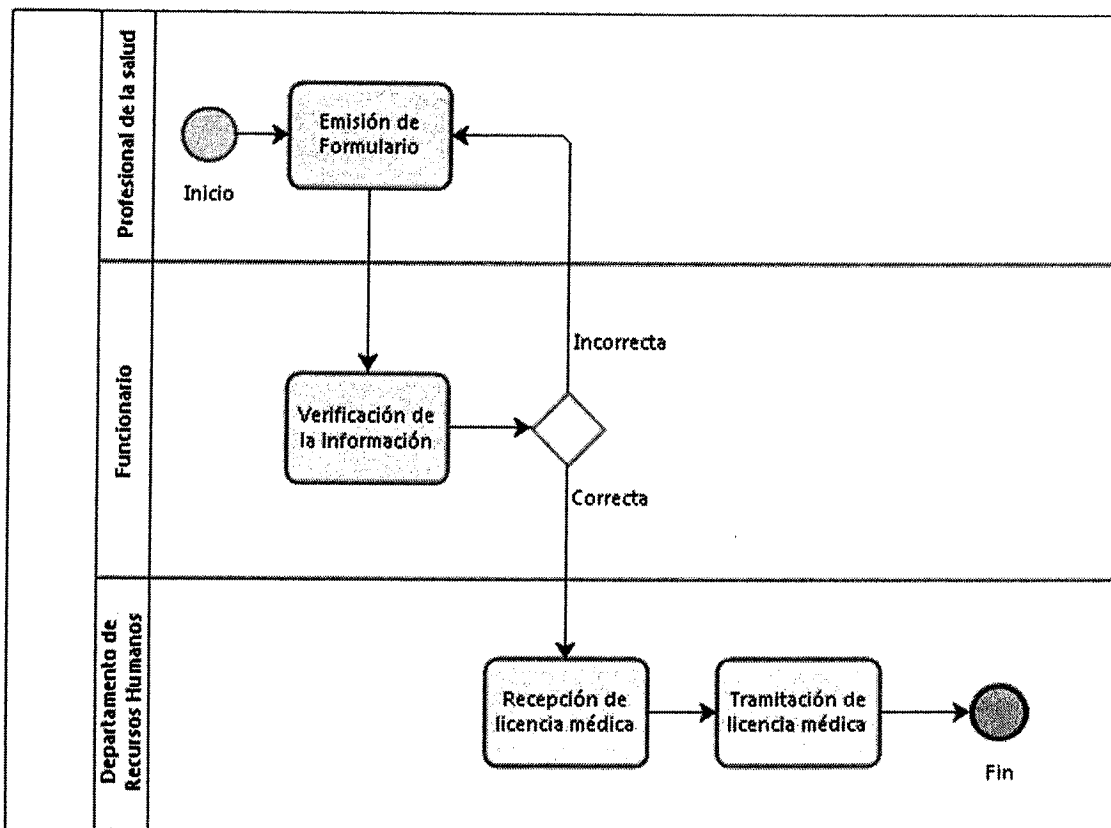 Profesional de la salud
Emisión de
Formulario
Inicio
Funcionario
Incorrecta
Verificación de
la información
Correcta
Departamento de
Recursos Humanos
Recepción de
licencia médica
Tramitación de
licencia médica
Fin